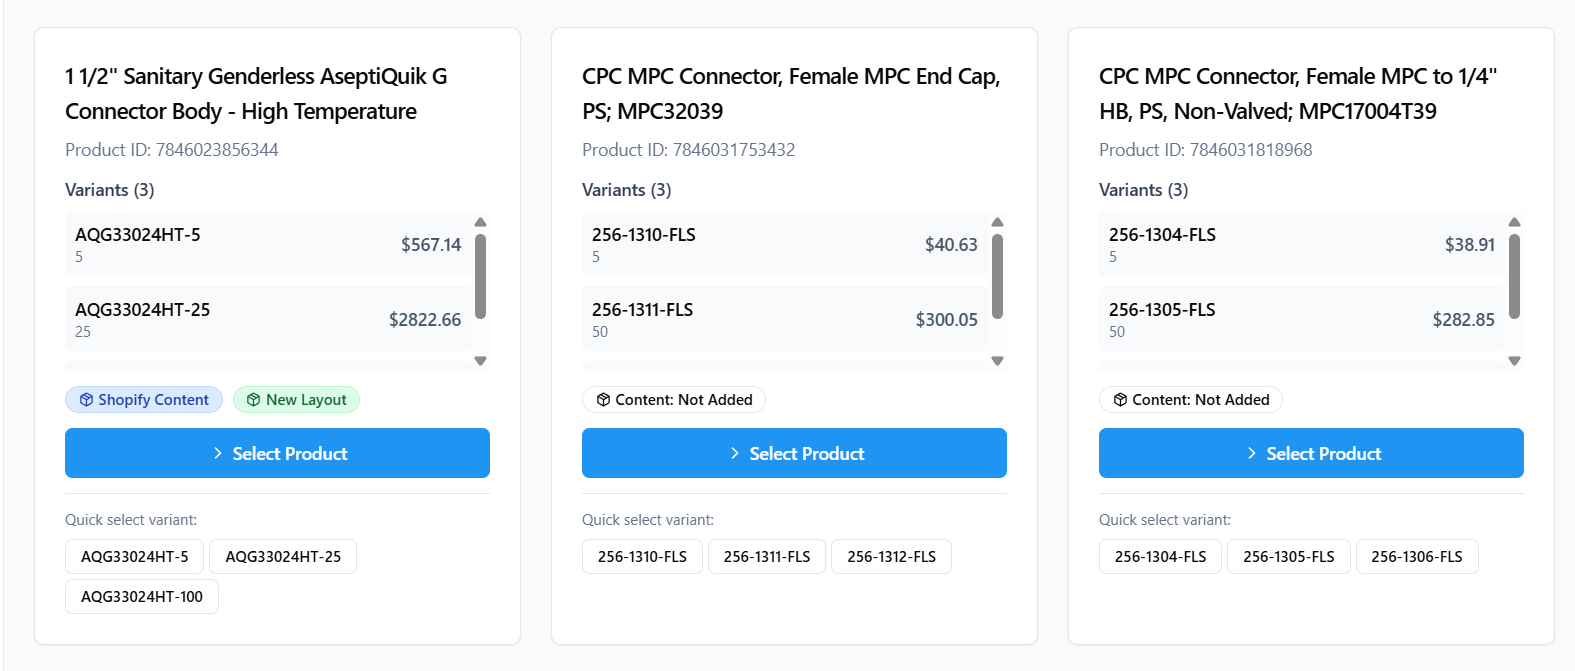 1 1/2" Sanitary Genderless AseptiQuik G
Connector Body - High Temperature
Product ID: 7846023856344
Variants (3)
AQG33024HT-5
5
$567.14
AQG33024HT-25
25
$2822.66
Shopify Content
New Layout
Select Product
Quick select variant:
AQG33024HT-5
AQG33024HT-25
AQG33024HT-100
CPC MPC Connector, Female MPC End Cap,
PS; MPC32039
Product ID: 7846031753432
Variants (3)
256-1310-FLS
5
$40.63
256-1311-FLS
50
$300.05
Content: Not Added
Select Product
Quick select variant:
256-1310-FLS
256-1311-FLS
256-1312-FLS
CPC MPC Connector, Female MPC to 1/4"
HB, PS, Non-Valved; MPC17004T39
Product ID: 7846031818968
Variants (3)
256-1304-FLS
5
$38.91
256-1305-FLS
50
$282.85
Content: Not Added
Select Product
Quick select variant:
256-1304-FLS
256-1305-FLS
256-1306-FLS